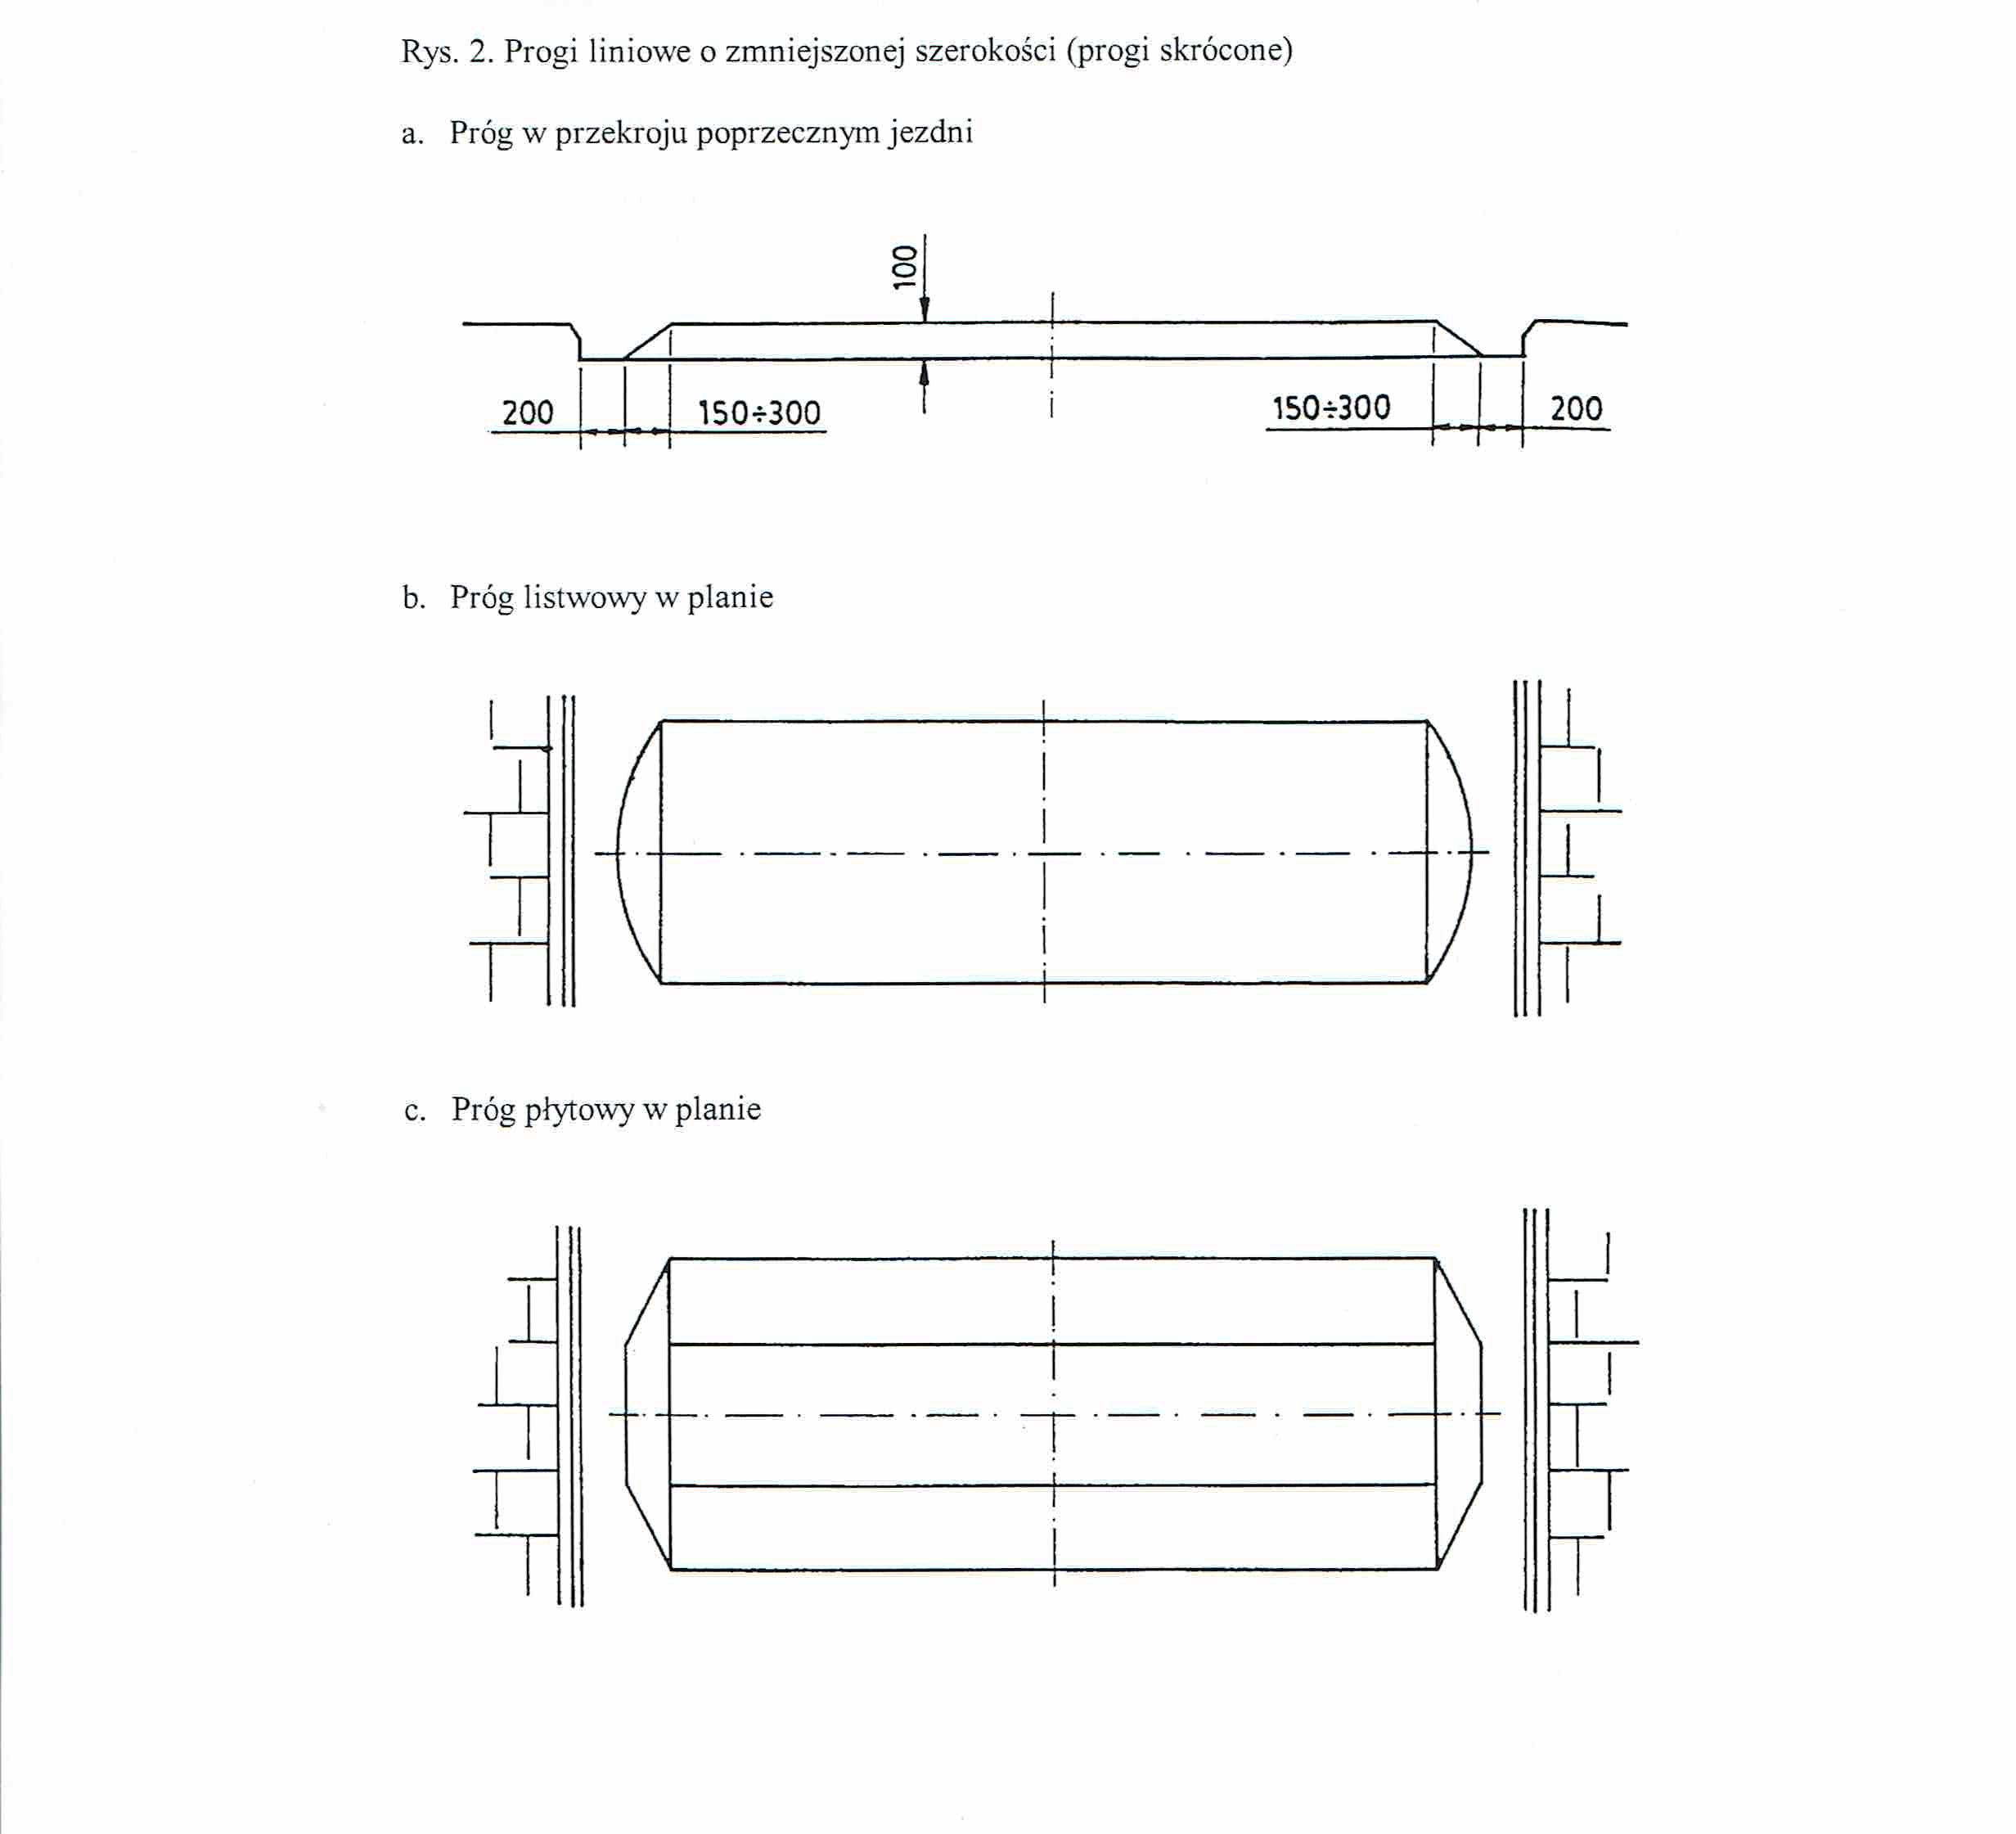 Rys. 2. Progi liniowe o zmniejszonej szerokości (progi skrócone)
a. Próg w przekroju poprzecznym jezdni
100
200 150÷300 150÷300 200
b. Próg listwowy w planie
c. Próg płytowy w planie